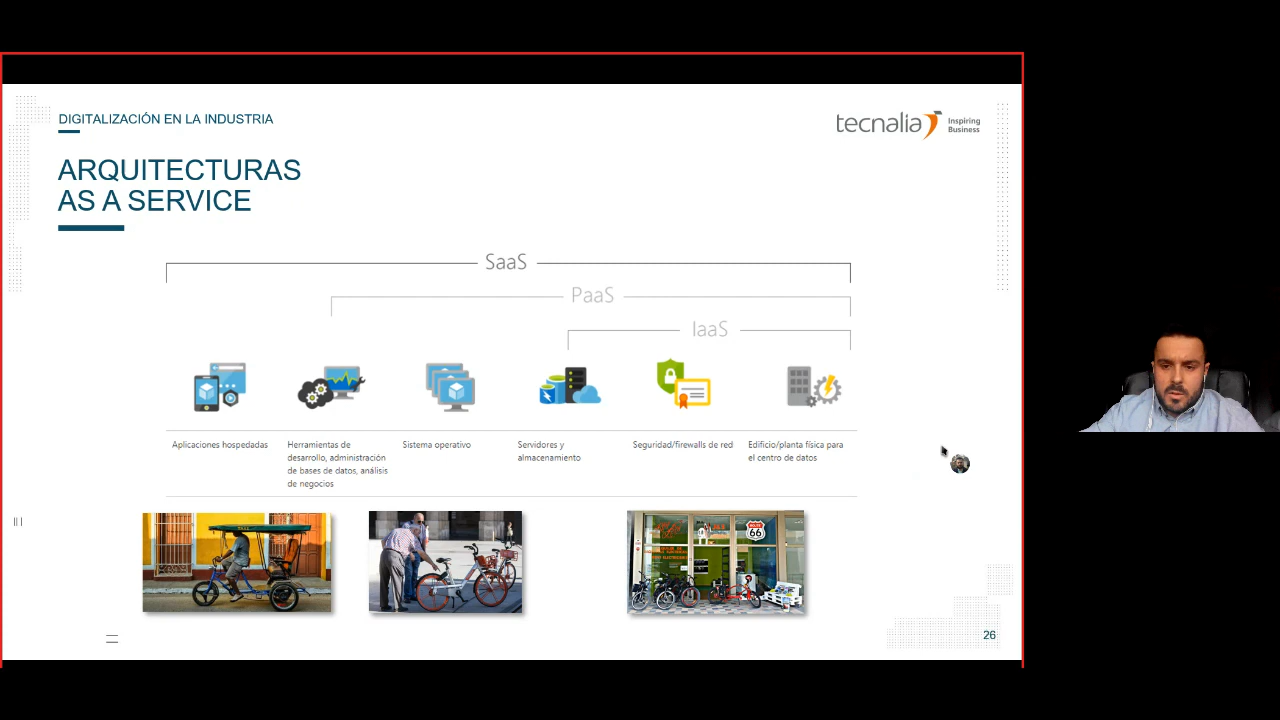 DIGITALIZACIÓN EN LA INDUSTRIA
tecnalia
Inspiring
Business
ARQUITECTURAS
AS A SERVICE
SaaS
PaaS
IaaS
Aplicaciones hospedadas
Herramientas de
desarrollo, administración
de bases de datos, análisis
de negocios
Sistema operativo
Servidores y
almacenamiento
Seguridad/firewalls de red
Edificio/planta física para
el centro de datos
66
26